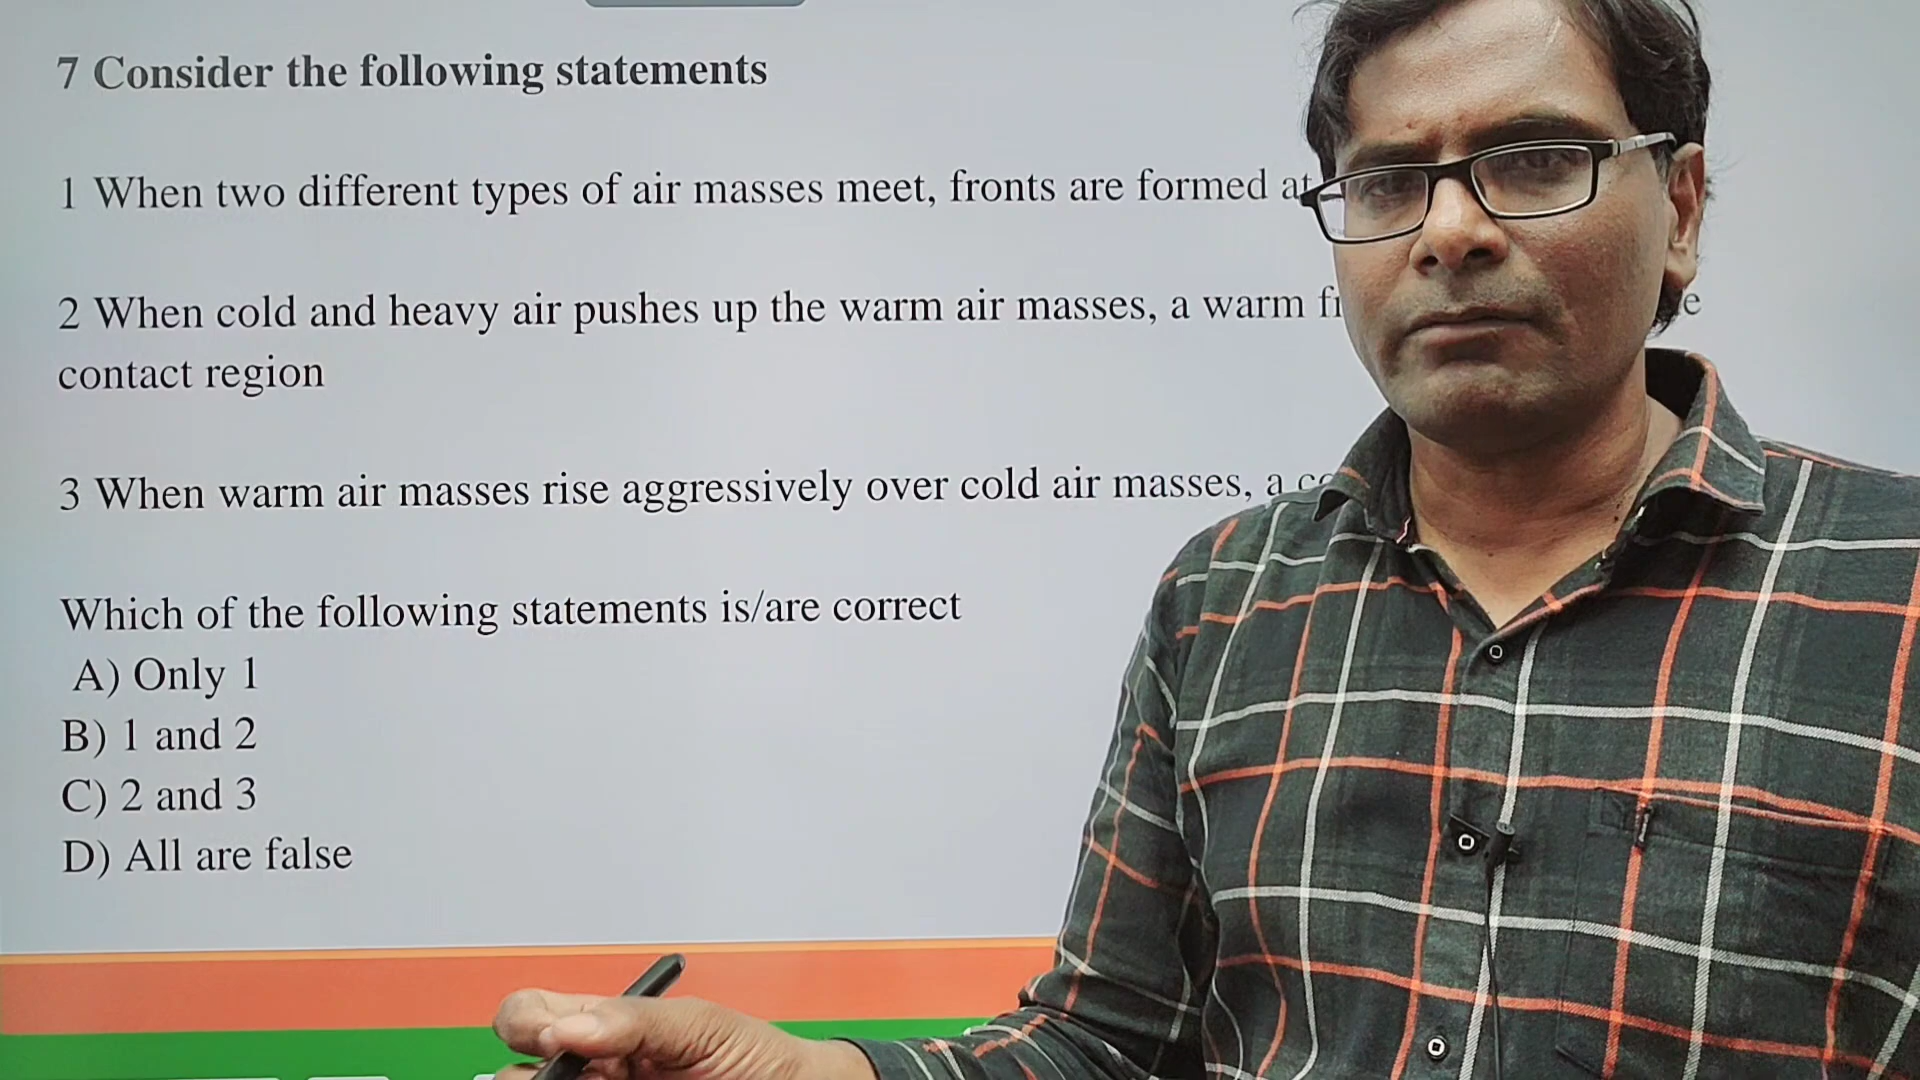 7 Consider the following statements
1 When two different types of air masses meet, fronts are formed at
2 When cold and heavy air pushes up the warm air masses, a warm
contact region
3 When warm air masses rise aggressively over cold air masses, a
Which of the following statements is/are correct
A) Only 1
B) 1 and 2
C) 2 and 3
D) All are false